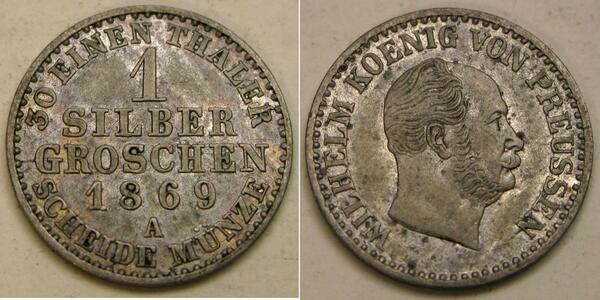 30 EINEN THALER
1
SILBER
GROSCHEN
1869
A
SCHEIDE MÜNZE
WILHELM KOENIG VON PREUSSEN